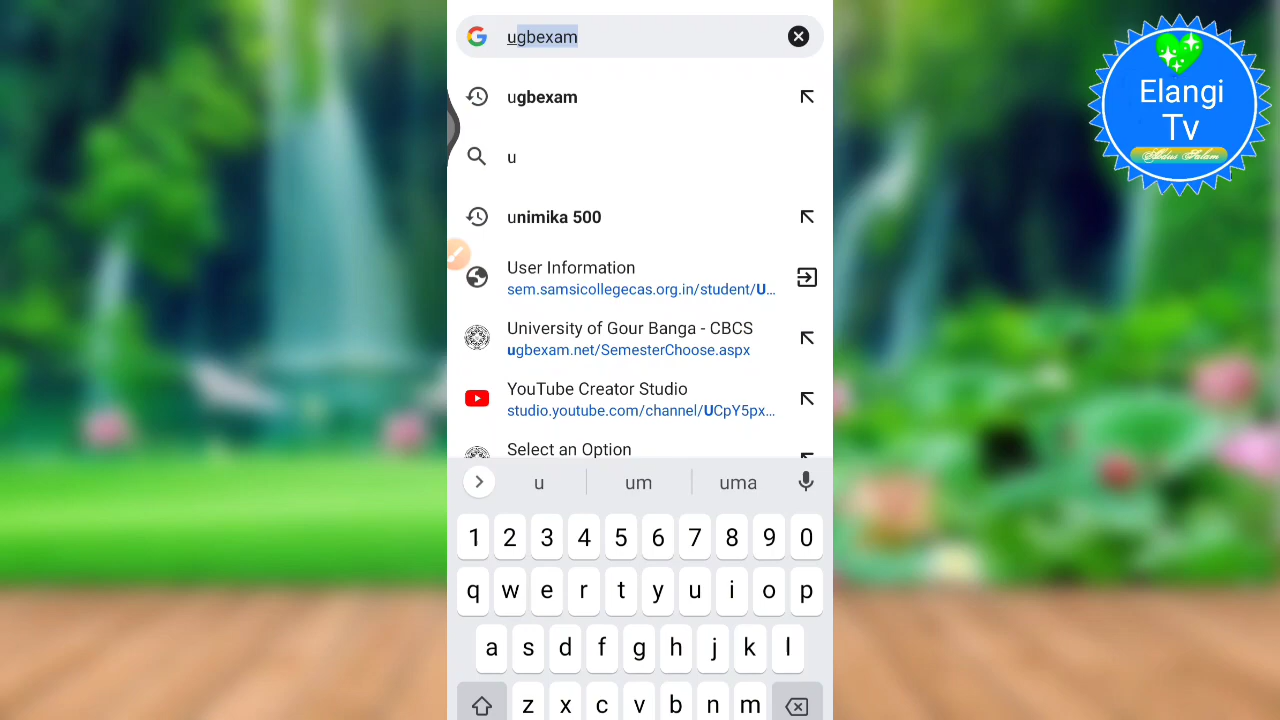 ugbexam
ugbexam
u
unimika 500
User Information
sem.samsicollegecas.org.in/student/U...
University of Gour Banga - CBCS
ugbexam.net/SemesterChoose.aspx
YouTube Creator Studio
studio.youtube.com/channel/UCpY5px...
Select an Option
u um uma
1 2 3 4 5 6 7 8 9 0
q w e r t y u i o p
a s d f g h j k l
z x c v b n m
Elangi
Tv
Abdus Salam